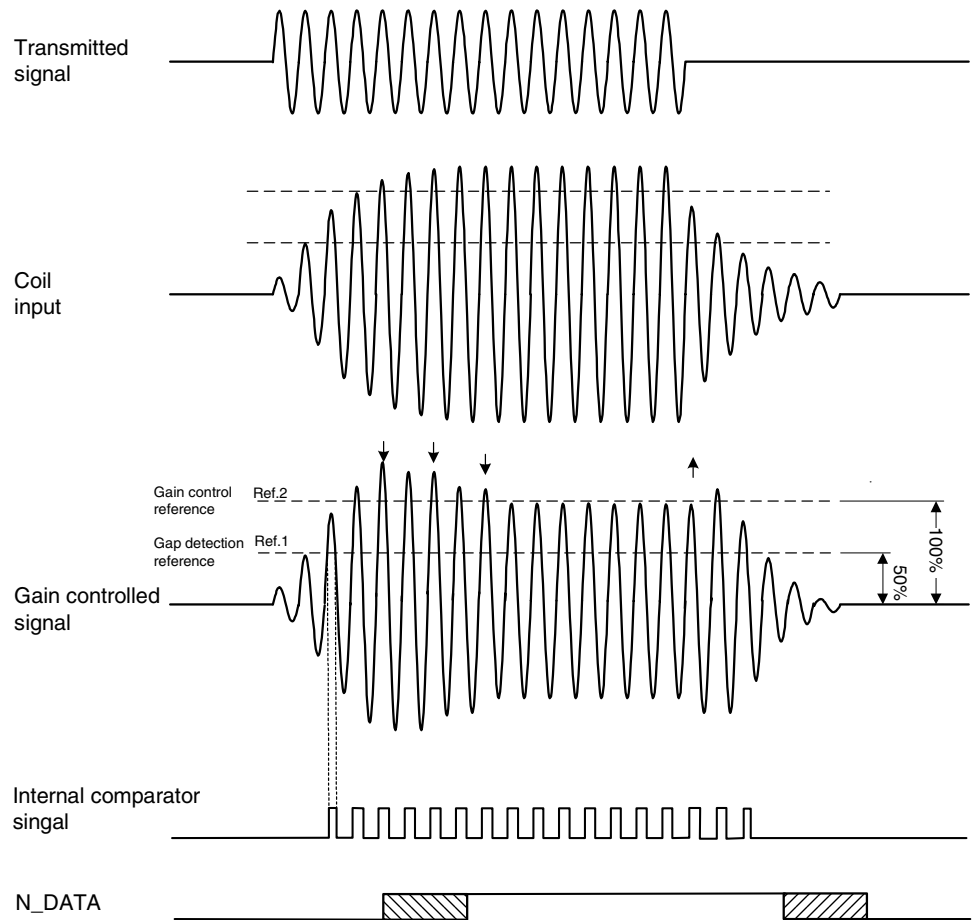 Transmitted
signal
Coil
input
Gain control
reference
Ref.2
Gap detection
reference
Ref.1
100%
50%
Gain controlled
signal
Internal comparator
singal
N_DATA